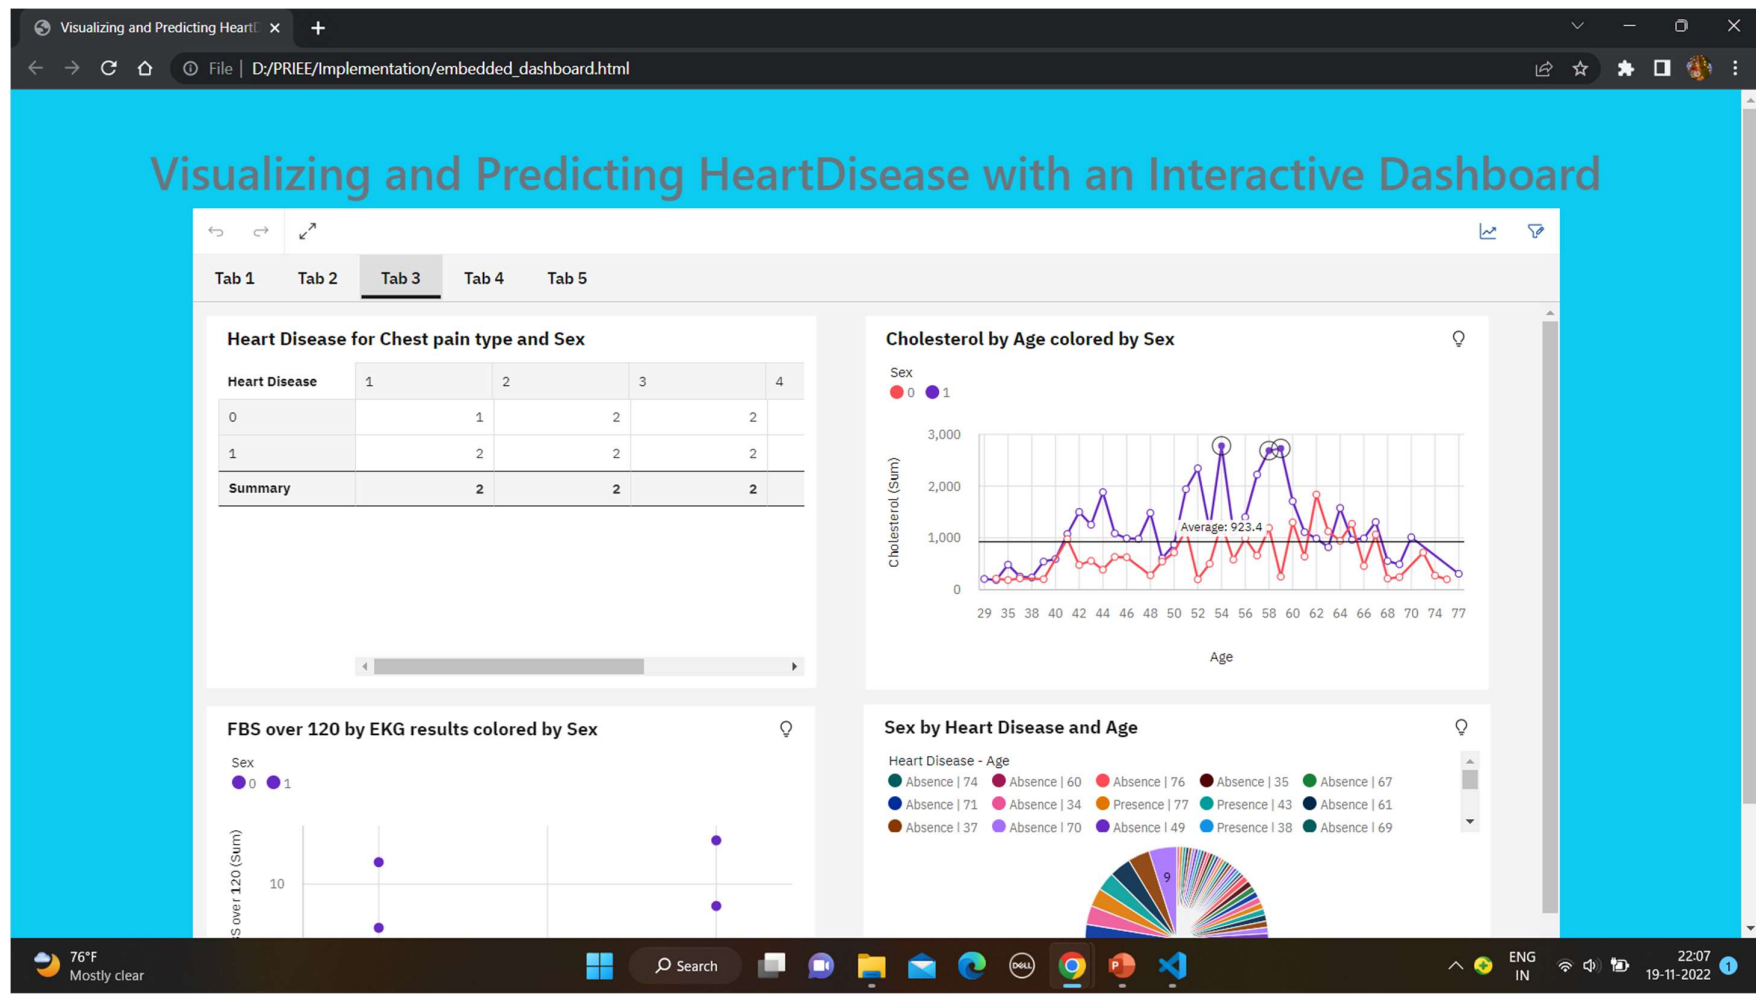 Visualizing and Predicting HeartD
File | D:/PRIEE/Implementation/embedded_dashboard.html
Visualizing and Predicting HeartDisease with an Interactive Dashboard
Tab 1 Tab 2 Tab 3 Tab 4 Tab 5
Heart Disease for Chest pain type and Sex
Heart Disease 1 2 3 4
0 1 2 2
1 2 2 2
Summary 2 2 2
Cholesterol by Age colored by Sex
Sex
0 1
Cholesterol (Sum)
3,000
2,000
1,000
0
Average: 923.4
29 35 38 40 42 44 46 48 50 52 54 56 58 60 62 64 66 68 70 74 77
Age
FBS over 120 by EKG results colored by Sex
Sex
0 1
S over 120 (Sum)
10
Sex by Heart Disease and Age
Heart Disease - Age
Absence | 74 Absence | 60 Absence | 76 Absence | 35 Absence | 67
Absence | 71 Absence | 34 Presence | 77 Presence | 43 Absence | 61
Absence | 37 Absence | 70 Absence | 49 Presence | 38 Absence | 69
9
76°F
Mostly clear
Search
DELL
ENG
IN
22:07
19-11-2022
1